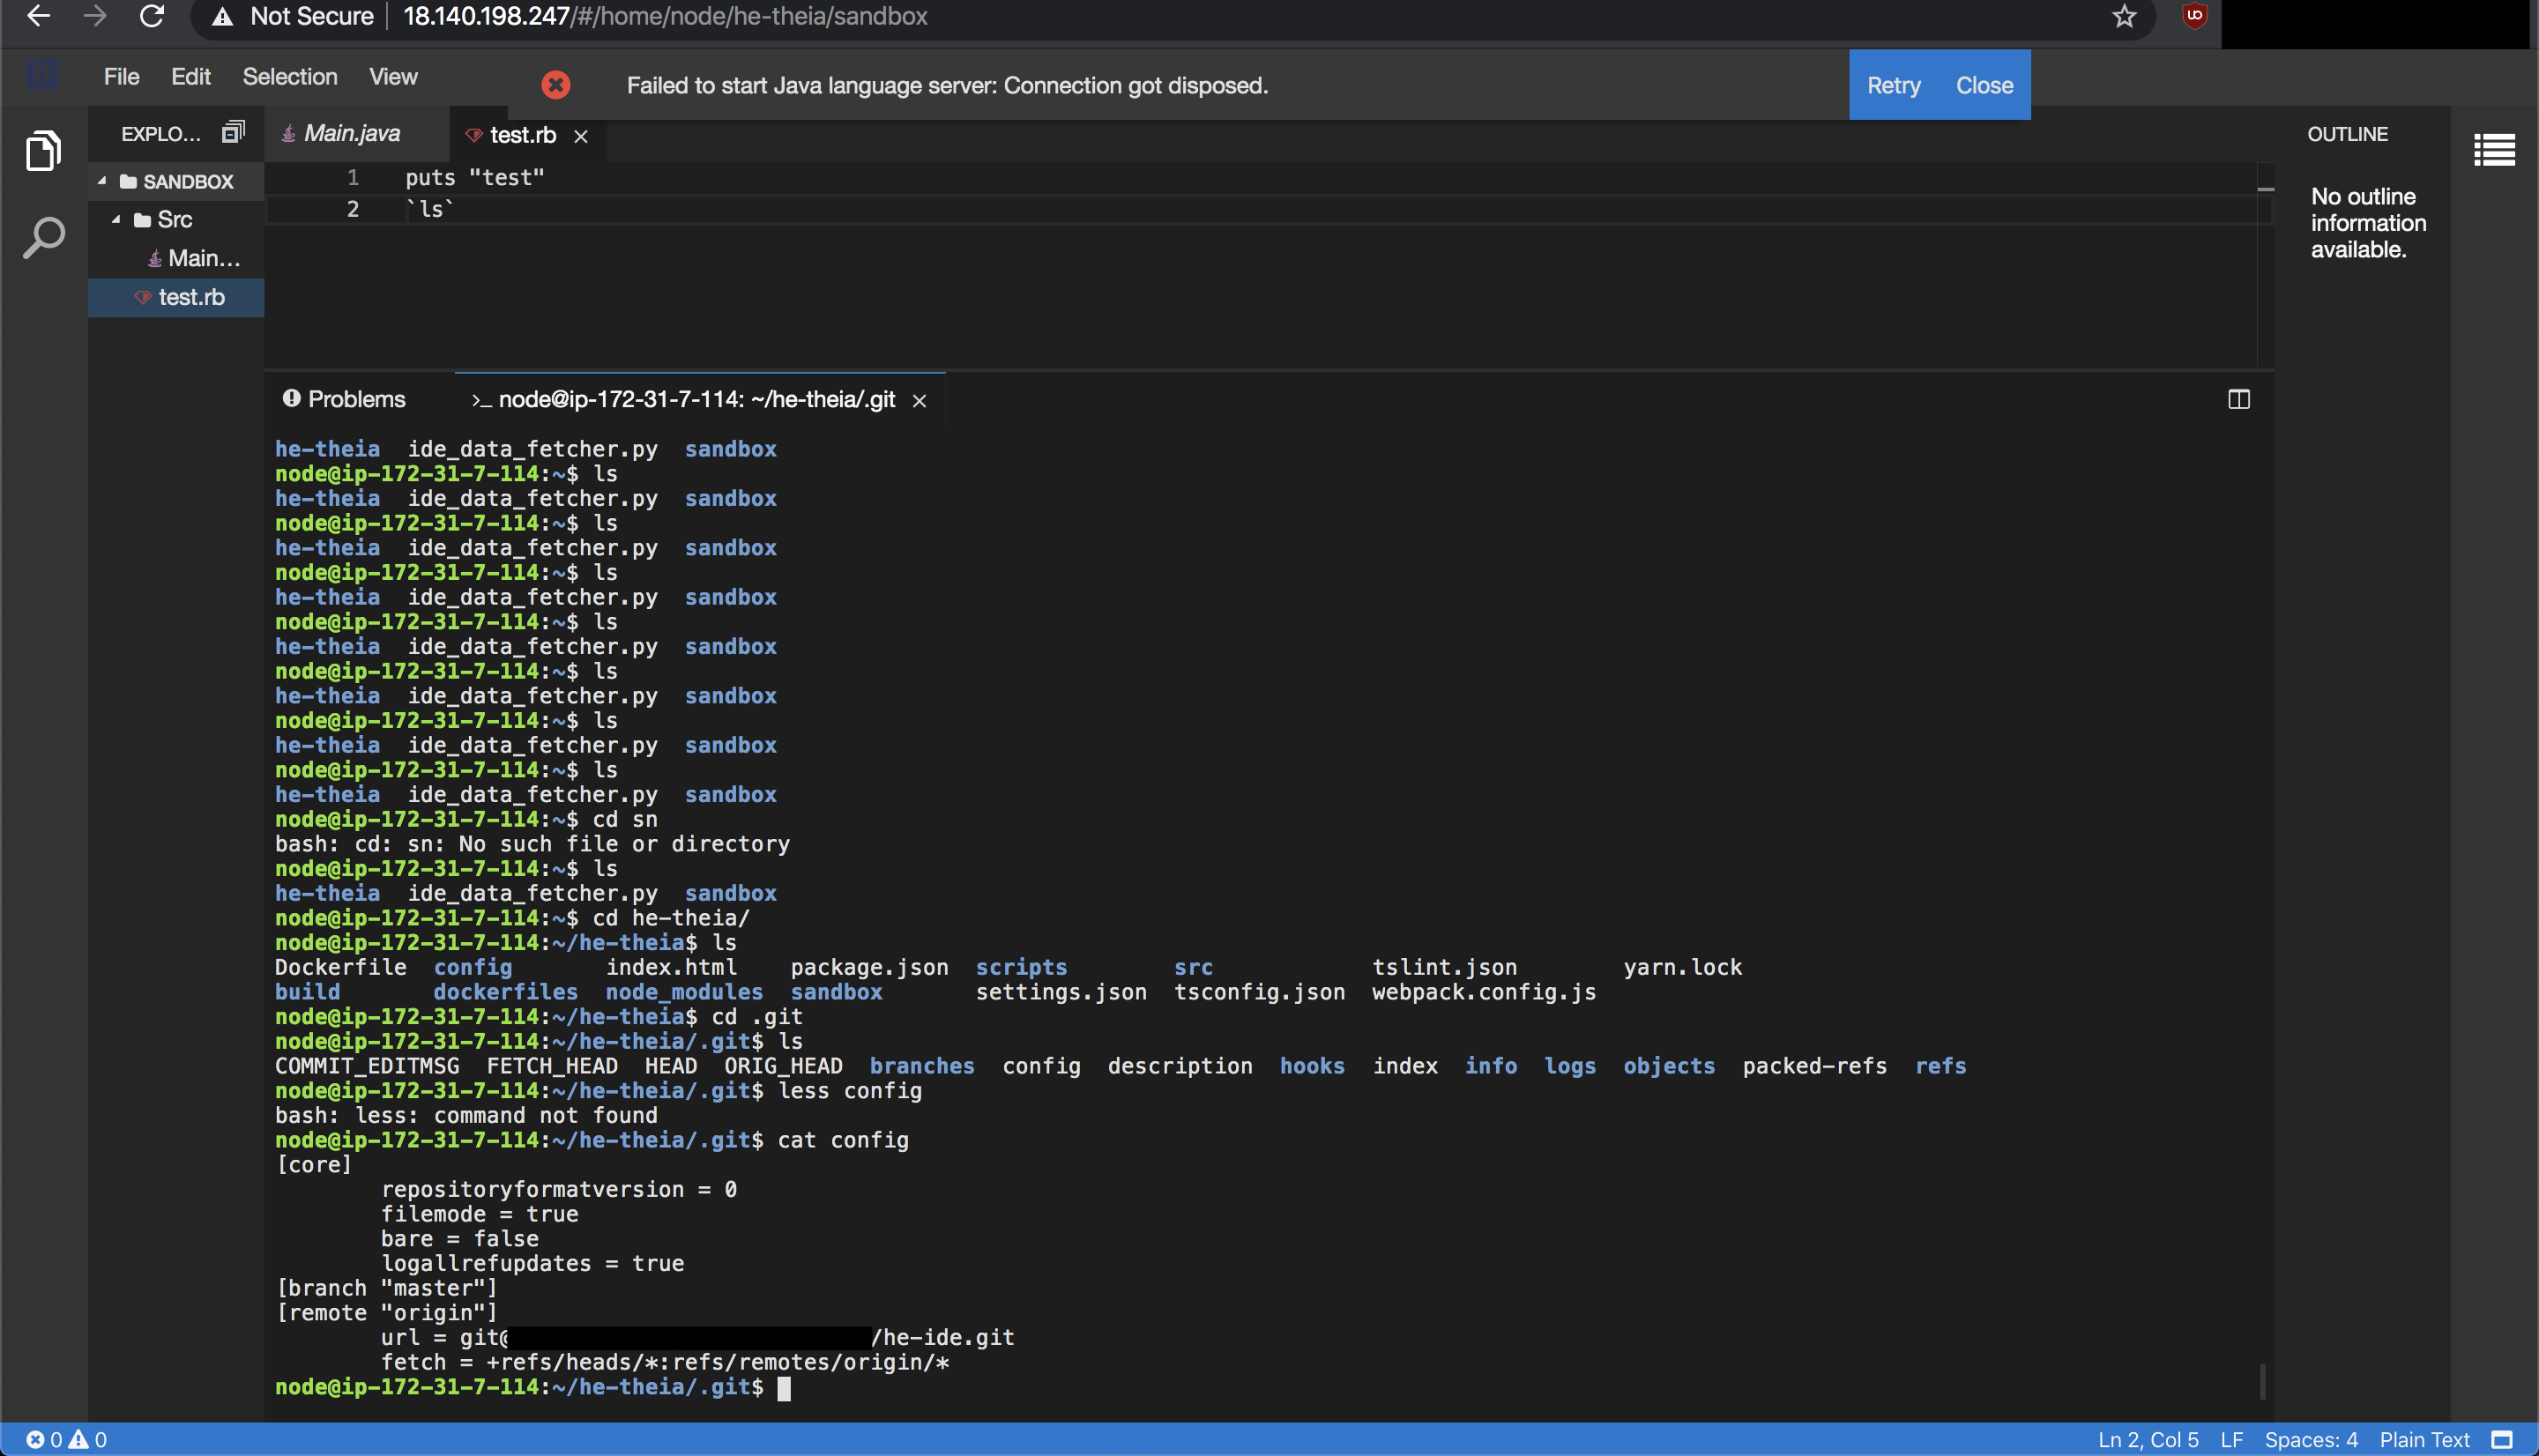 Not Secure 18.140.198.247/#/home/node/he-theia/sandbox
File Edit Selection View
Failed to start Java language server: Connection got disposed.
Retry Close
EXPLO...
Main.java
test.rb
OUTLINE
SANDBOX
Src
Main...
test.rb
1 puts "test"
2 `ls`
No outline
information
available.
Problems
>_ node@ip-172-31-7-114: ~/he-theia/.git
he-theia ide_data_fetcher.py sandbox
node@ip-172-31-7-114:~$ ls
he-theia ide_data_fetcher.py sandbox
node@ip-172-31-7-114:~$ ls
he-theia ide_data_fetcher.py sandbox
node@ip-172-31-7-114:~$ ls
he-theia ide_data_fetcher.py sandbox
node@ip-172-31-7-114:~$ ls
he-theia ide_data_fetcher.py sandbox
node@ip-172-31-7-114:~$ ls
he-theia ide_data_fetcher.py sandbox
node@ip-172-31-7-114:~$ ls
he-theia ide_data_fetcher.py sandbox
node@ip-172-31-7-114:~$ ls
he-theia ide_data_fetcher.py sandbox
node@ip-172-31-7-114:~$ cd sn
bash: cd: sn: No such file or directory
node@ip-172-31-7-114:~$ ls
he-theia ide_data_fetcher.py sandbox
node@ip-172-31-7-114:~$ cd he-theia/
node@ip-172-31-7-114:~/he-theia$ ls
Dockerfile config index.html package.json scripts src tslint.json yarn.lock
build dockerfiles node_modules sandbox settings.json tsconfig.json webpack.config.js
node@ip-172-31-7-114:~/he-theia$ cd .git
node@ip-172-31-7-114:~/he-theia/.git$ ls
COMMIT_EDITMSG FETCH_HEAD HEAD ORIG_HEAD branches config description hooks index info logs objects packed-refs refs
node@ip-172-31-7-114:~/he-theia/.git$ less config
bash: less: command not found
node@ip-172-31-7-114:~/he-theia/.git$ cat config
[core]
repositoryformatversion = 0
filemode = true
bare = false
logallrefupdates = true
[branch "master"]
[remote "origin"]
url = git@ /he-ide.git
fetch = +refs/heads/*:refs/remotes/origin/*
node@ip-172-31-7-114:~/he-theia/.git$
0 0
Ln 2, Col 5 LF Spaces: 4 Plain Text